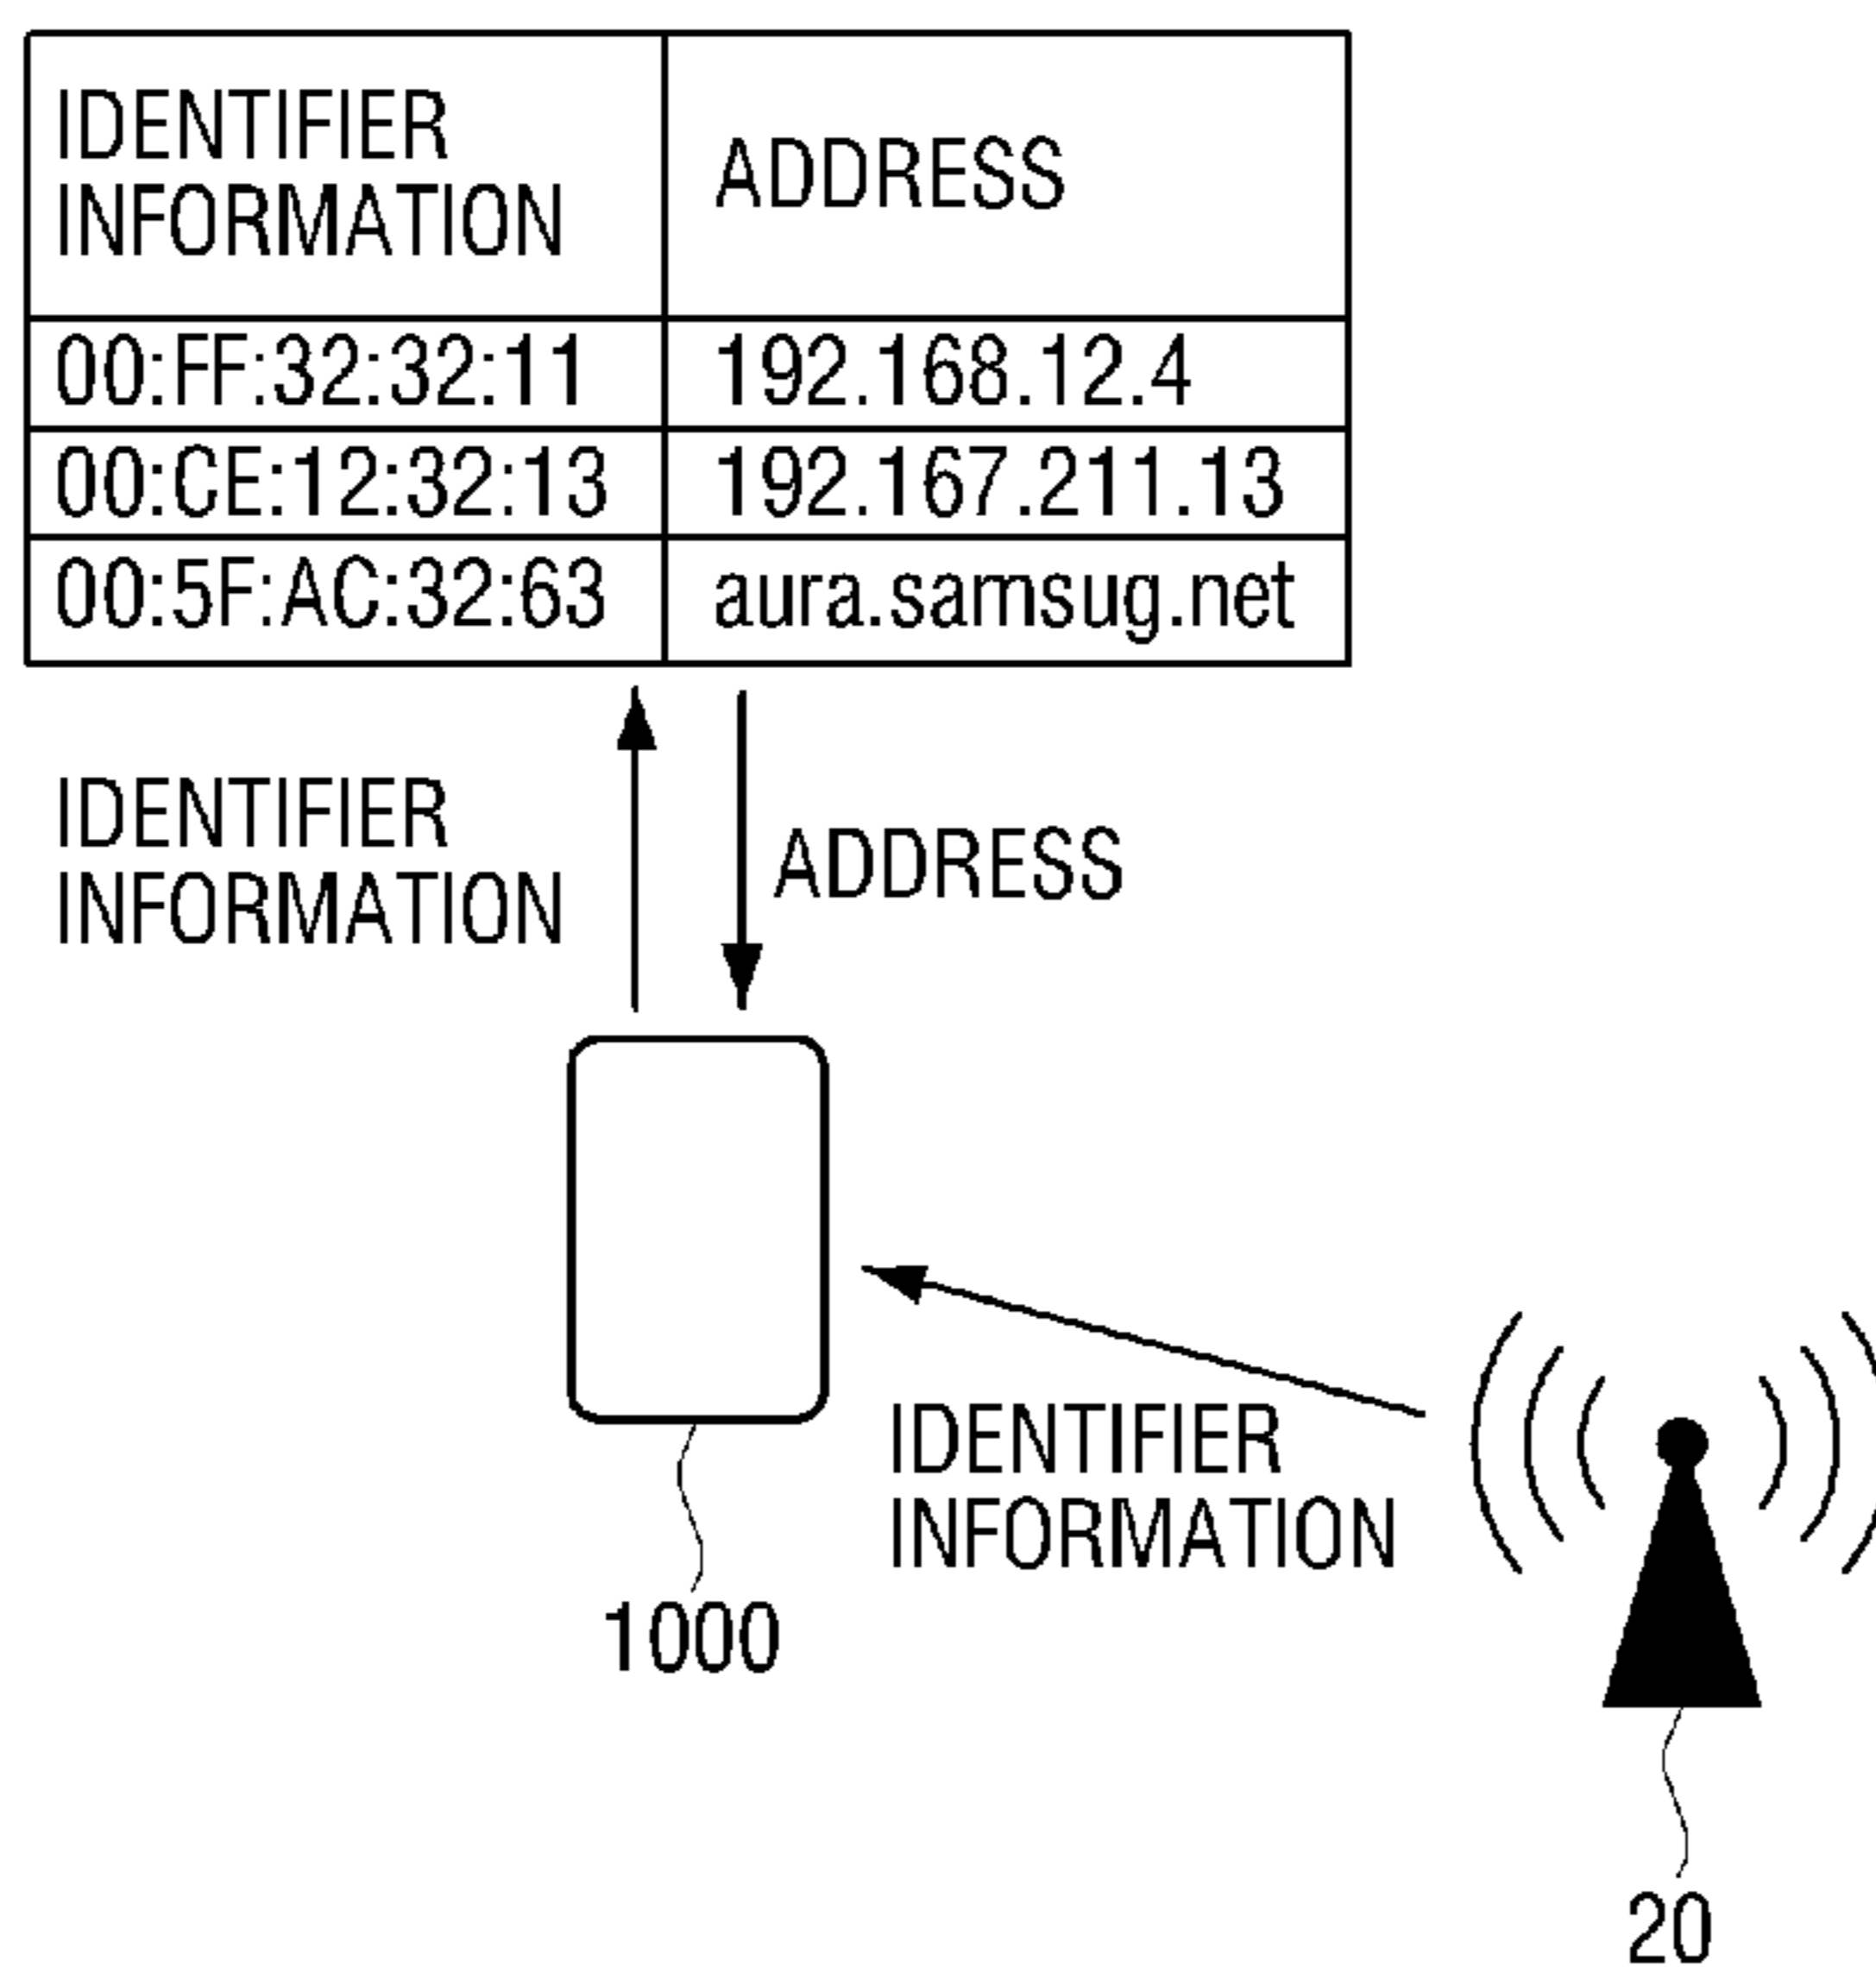 IDENTIFIER
INFORMATION
ADDRESS
00:FF:32:32:11 192.168.12.4
00:CE:12:32:13 192.167.211.13
00:5F:AC:32:63 aura.samsug.net
IDENTIFIER
INFORMATION
ADDRESS
IDENTIFIER
INFORMATION
1000
20